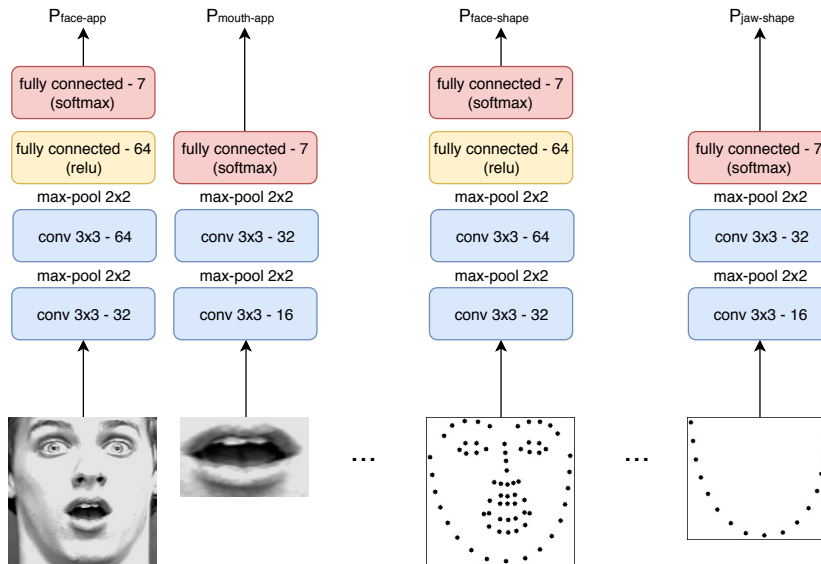 Pface-app
Pmouth-app
Pface-shape
Pjaw-shape
fully connected - 7
(softmax)
fully connected - 7
(softmax)
fully connected - 64
(relu)
fully connected - 7
(softmax)
fully connected - 64
(relu)
fully connected - 7
(softmax)
max-pool 2x2
max-pool 2x2
max-pool 2x2
max-pool 2x2
conv 3x3 - 64
conv 3x3 - 32
conv 3x3 - 64
conv 3x3 - 32
max-pool 2x2
max-pool 2x2
max-pool 2x2
max-pool 2x2
conv 3x3 - 32
conv 3x3 - 16
conv 3x3 - 32
conv 3x3 - 16
...
...